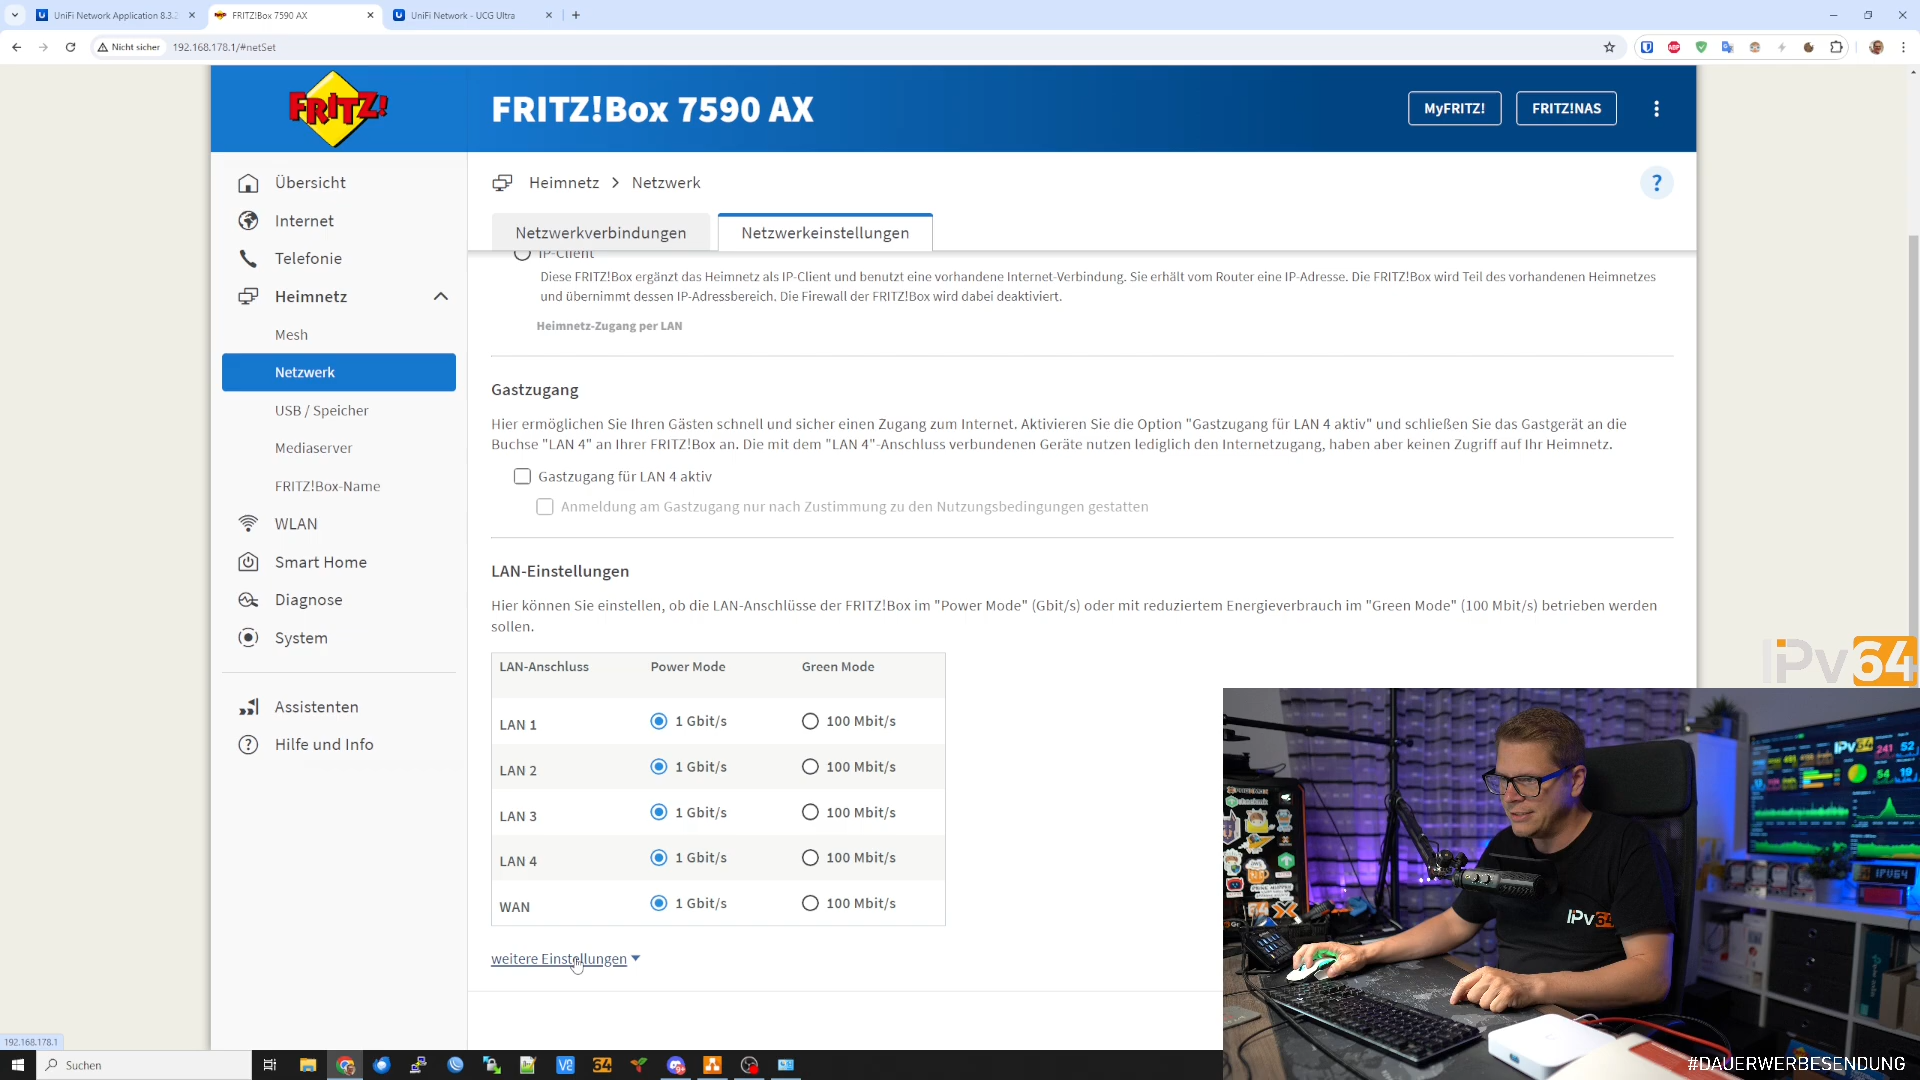 UniFi Network Application 8.3.
FRITZ!Box 7590 AX
UniFi Network - UCG Ultra
Nicht sicher
192.168.178.1/#netSet
FRITZ!
FRITZ!Box 7590 AX
MyFRITZ!
FRITZ!NAS
Übersicht
Internet
Telefonie
Heimnetz
Mesh
Netzwerk
USB / Speicher
Mediaserver
FRITZ!Box-Name
WLAN
Smart Home
Diagnose
System
Assistenten
Hilfe und Info
Heimnetz > Netzwerk
?
Netzwerkverbindungen
Netzwerkeinstellungen
IP-Client
Diese FRITZ!Box ergänzt das Heimnetz als IP-Client und benutzt eine vorhandene Internet-Verbindung. Sie erhält vom Router eine IP-Adresse. Die FRITZ!Box wird Teil des vorhandenen Heimnetzes
und übernimmt dessen IP-Adressbereich. Die Firewall der FRITZ!Box wird dabei deaktiviert.
Heimnetz-Zugang per LAN
Gastzugang
Hier ermöglichen Sie Ihren Gästen schnell und sicher einen Zugang zum Internet. Aktivieren Sie die Option "Gastzugang für LAN 4 aktiv" und schließen Sie das Gastgerät an die
Buchse "LAN 4" an Ihrer FRITZ!Box an. Die mit dem "LAN 4"-Anschluss verbundenen Geräte nutzen lediglich den Internetzugang, haben aber keinen Zugriff auf Ihr Heimnetz.
Gastzugang für LAN 4 aktiv
Anmeldung am Gastzugang nur nach Zustimmung zu den Nutzungsbedingungen gestatten
LAN-Einstellungen
Hier können Sie einstellen, ob die LAN-Anschlüsse der FRITZ!Box im "Power Mode" (Gbit/s) oder mit reduziertem Energieverbrauch im "Green Mode" (100 Mbit/s) betrieben werden
sollen.
LAN-Anschluss Power Mode Green Mode
LAN 1 1 Gbit/s 100 Mbit/s
LAN 2 1 Gbit/s 100 Mbit/s
LAN 3 1 Gbit/s 100 Mbit/s
LAN 4 1 Gbit/s 100 Mbit/s
WAN 1 Gbit/s 100 Mbit/s
weitere Einstellungen
192.168.178.1
Suchen
IPv64
IPv64
241 52
54 19
IPV64
IPv64
#DAUERWERBESENDUNG